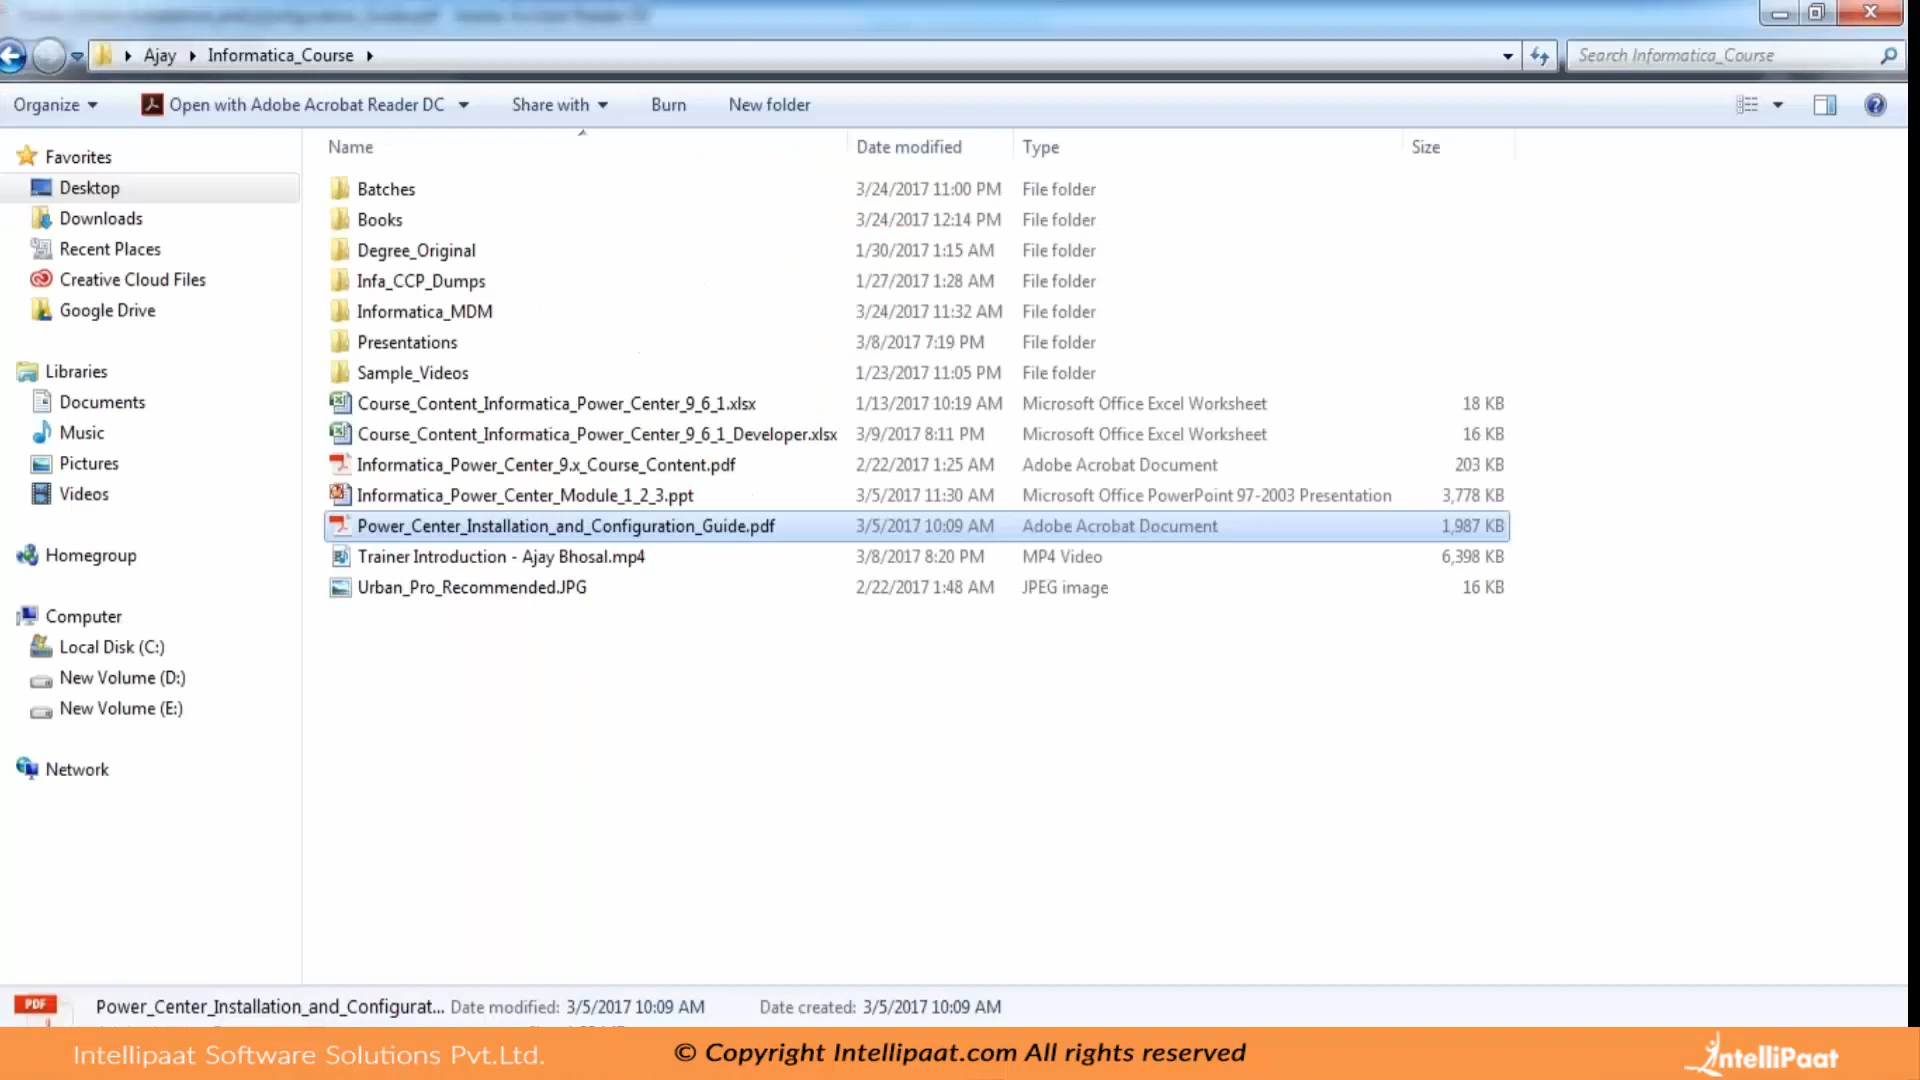 Ajay Informatica_Course Search Informatica_Course
Organize Open with Adobe Acrobat Reader DC Share with Burn New folder
Name Date modified Type Size
Favorites
Desktop
Downloads
Recent Places
Creative Cloud Files
Google Drive
Libraries
Documents
Music
Pictures
Videos
Homegroup
Computer
Local Disk (C:)
New Volume (D:)
New Volume (E:)
Network
Batches 3/24/2017 11:00 PM File folder
Books 3/24/2017 12:14 PM File folder
Degree_Original 1/30/2017 1:15 AM File folder
Infa_CCP_Dumps 1/27/2017 1:28 AM File folder
Informatica_MDM 3/24/2017 11:32 AM File folder
Presentations 3/8/2017 7:19 PM File folder
Sample_Videos 1/23/2017 11:05 PM File folder
Course_Content_Informatica_Power_Center_9_6_1.xlsx 1/13/2017 10:19 AM Microsoft Office Excel Worksheet 18 KB
Course_Content_Informatica_Power_Center_9_6_1_Developer.xlsx 3/9/2017 8:11 PM Microsoft Office Excel Worksheet 16 KB
Informatica_Power_Center_9.x_Course_Content.pdf 2/22/2017 1:25 AM Adobe Acrobat Document 203 KB
Informatica_Power_Center_Module_1_2_3.ppt 3/5/2017 11:30 AM Microsoft Office PowerPoint 97-2003 Presentation 3,778 KB
Power_Center_Installation_and_Configuration_Guide.pdf 3/5/2017 10:09 AM Adobe Acrobat Document 1,987 KB
Trainer Introduction - Ajay Bhosal.mp4 3/8/2017 8:20 PM MP4 Video 6,398 KB
Urban_Pro_Recommended.JPG 2/22/2017 1:48 AM JPEG image 16 KB
PDF Power_Center_Installation_and_Configurat... Date modified: 3/5/2017 10:09 AM Date created: 3/5/2017 10:09 AM
Intellipaat Software Solutions Pvt.Ltd. © Copyright Intellipaat.com All rights reserved IntelliPaat